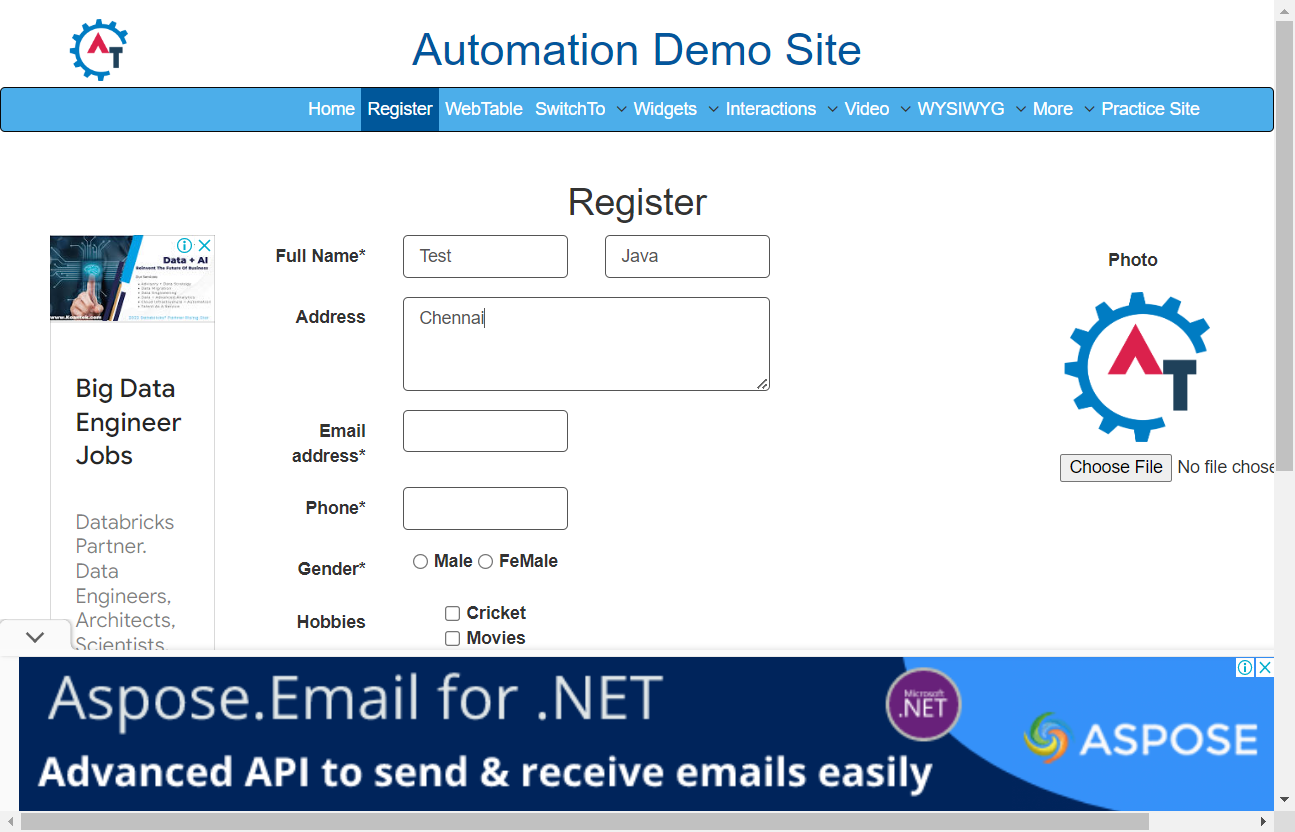 Automation Demo Site
Home Register WebTable SwitchTo Widgets Interactions Video WYSIWYG More Practice Site
Register
Data + AI
Reinvent The Future Of Business
Full Name* Test Java
Photo
Address Chennai
Big Data
Engineer
Jobs
Email
address*
Choose File No file chose
Phone*
Databricks
Partner.
Data
Engineers,
Architects,
Scientists,
Gender* Male FeMale
Hobbies Cricket
Movies
Aspose.Email for .NET
Microsoft
.NET
ASPOSE
Advanced API to send & receive emails easily